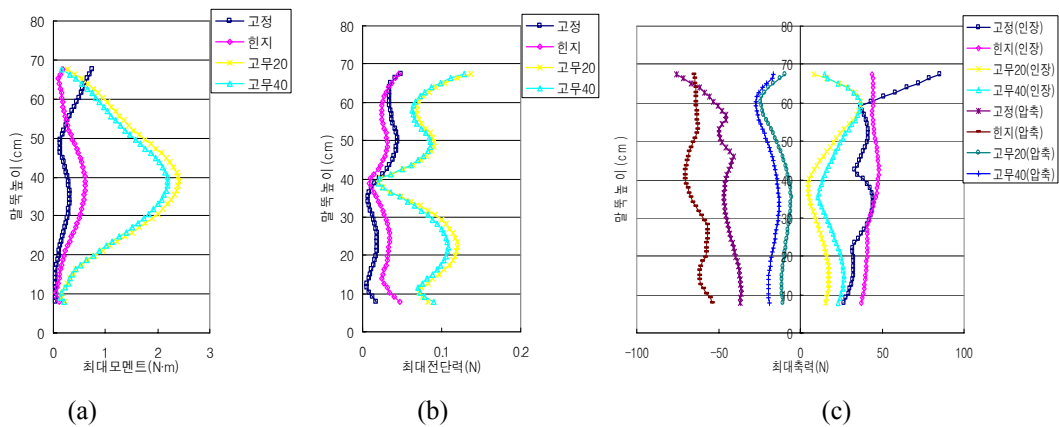 80
70
60
50
40
30
20
10
0
말뚝높이(cm)
0
1
2
3
최대모멘트(N·m)
고정
힌지
고무20
고무40
(a)
80
70
60
50
40
30
20
10
0
말뚝높이(cm)
0
0.1
0.2
최대전단력(N)
고정
힌지
고무20
고무40
(b)
80
70
60
50
40
30
20
10
0
말뚝높이(cm)
-100
-50
0
50
100
최대축력(N)
고정(인장)
힌지(인장)
고무20(인장)
고무40(인장)
고정(압축)
힌지(압축)
고무20(압축)
고무40(압축)
(c)